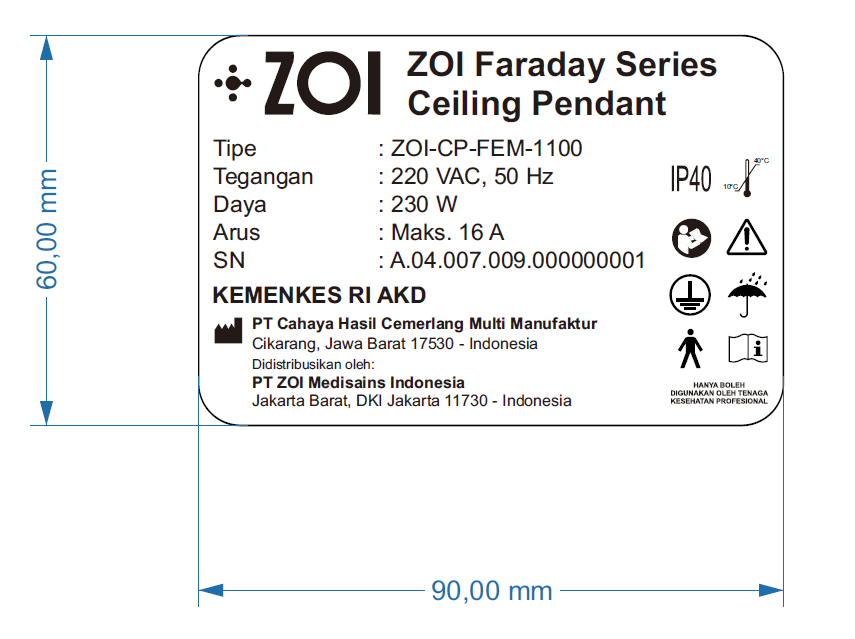 ZOI
ZOI Faraday Series
Ceiling Pendant
Tipe : ZOI-CP-FEM-1100
Tegangan : 220 VAC, 50 Hz
Daya : 230 W
Arus : Maks. 16 A
SN : A.04.007.009.000000001
IP40
40°C
10°C
KEMENKES RI AKD
PT Cahaya Hasil Cemerlang Multi Manufaktur
Cikarang, Jawa Barat 17530 - Indonesia
Didistribusikan oleh:
PT ZOI Medisains Indonesia
Jakarta Barat, DKI Jakarta 11730 - Indonesia
i
HANYA BOLEH
DIGUNAKAN OLEH TENAGA
KESEHATAN PROFESIONAL
60,00 mm
90,00 mm